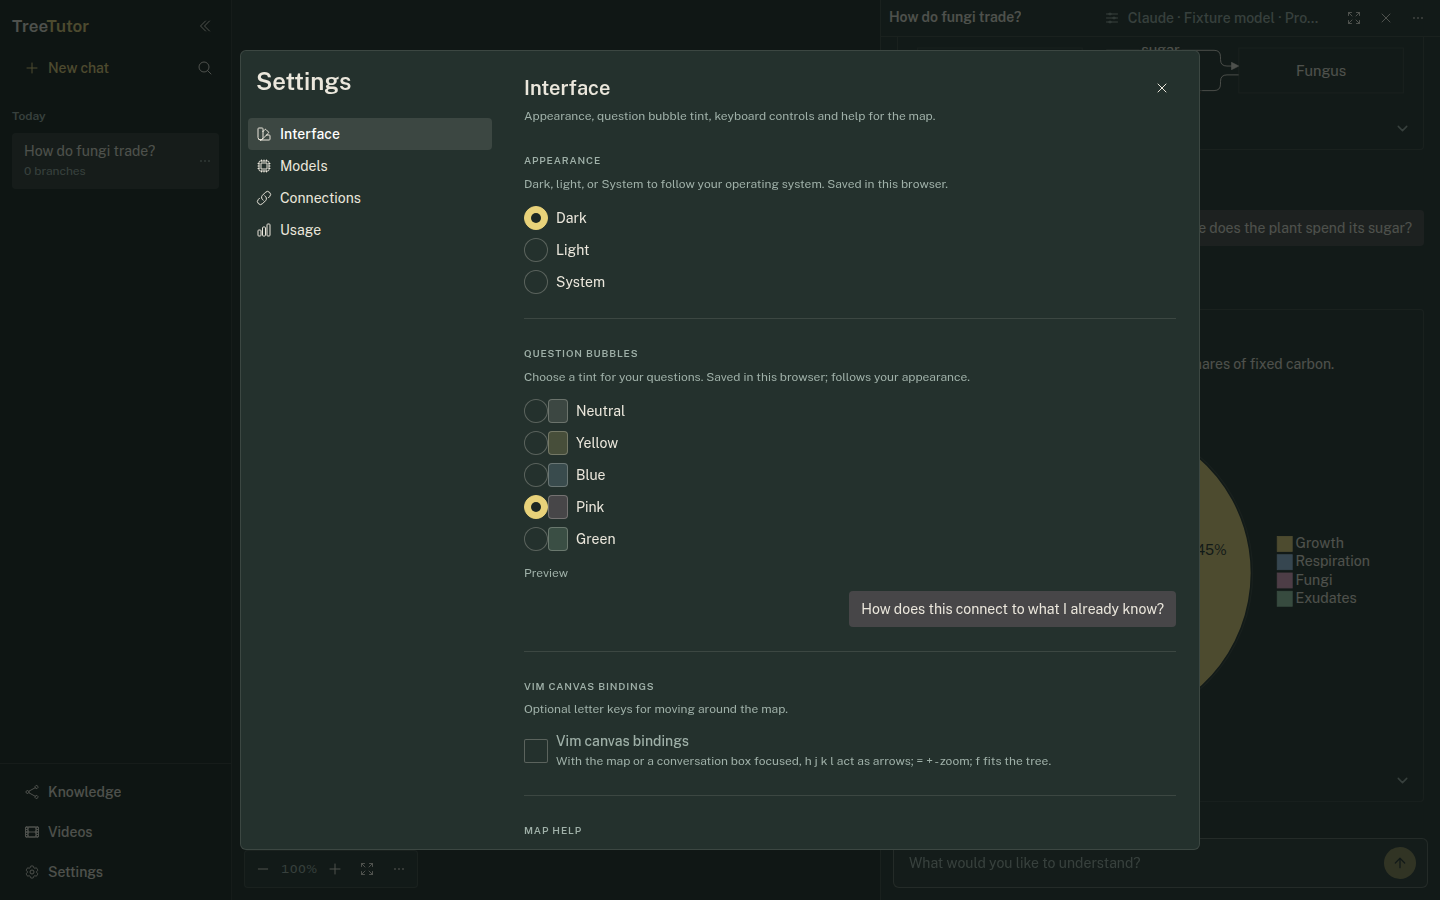 TreeTutor
New chat
Today
How do fungi trade?
0 branches
Knowledge
Videos
Settings
Settings
Interface
Models
Connections
Usage
Interface
Appearance, question bubble tint, keyboard controls and help for the map.
APPEARANCE
Dark, light, or System to follow your operating system. Saved in this browser.
Dark
Light
System
QUESTION BUBBLES
Choose a tint for your questions. Saved in this browser; follows your appearance.
Neutral
Yellow
Blue
Pink
Green
Preview
How does this connect to what I already know?
VIM CANVAS BINDINGS
Optional letter keys for moving around the map.
Vim canvas bindings
With the map or a conversation box focused, h j k l act as arrows; = + - zoom; f fits the tree.
MAP HELP
100%
How do fungi trade?
Claude · Fixture model · Pro...
sugar
Fungus
does the plant spend its sugar?
of fixed carbon.
45%
Growth
Respiration
Fungi
Exudates
What would you like to understand?